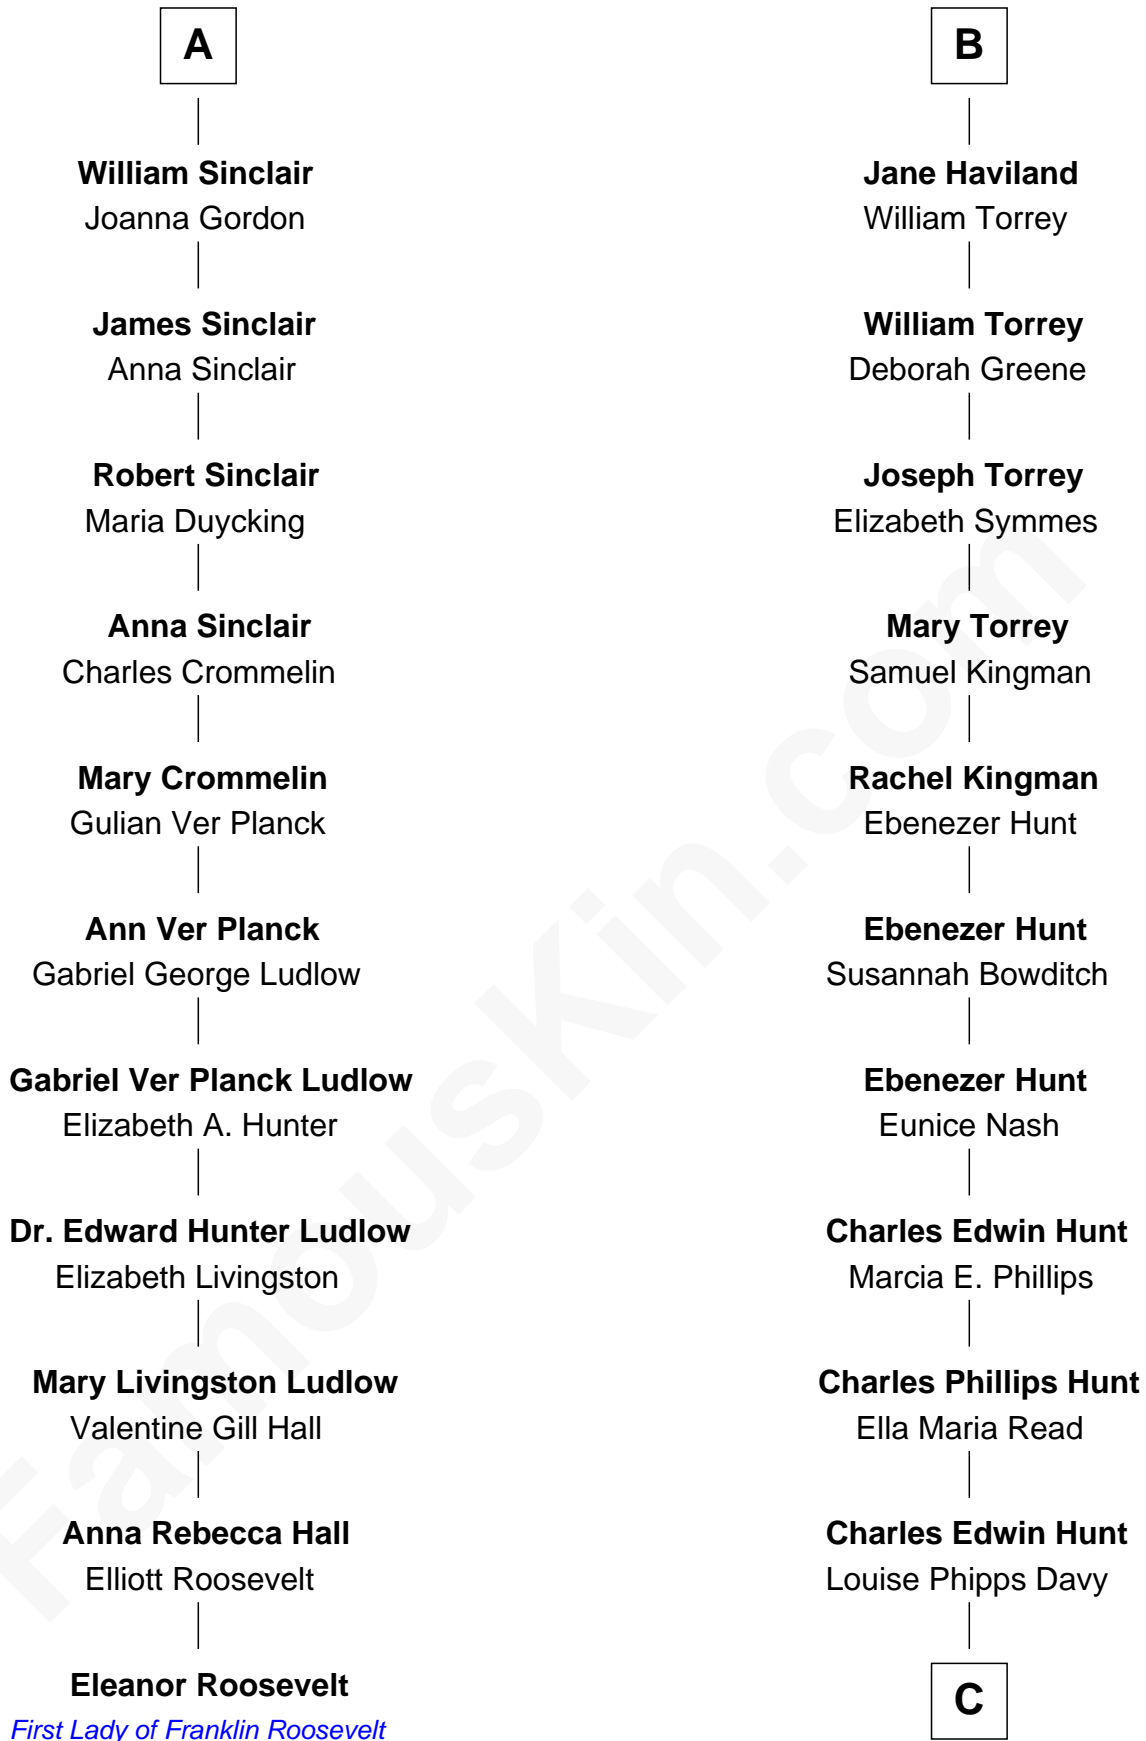 A
William Sinclair
Joanna Gordon
James Sinclair
Anna Sinclair
Robert Sinclair
Maria Duycking
Anna Sinclair
Charles Crommelin
Mary Crommelin
Gulian Ver Planck
Ann Ver Planck
Gabriel George Ludlow
Gabriel Ver Planck Ludlow
Elizabeth A. Hunter
Dr. Edward Hunter Ludlow
Elizabeth Livingston
Mary Livingston Ludlow
Valentine Gill Hall
Anna Rebecca Hall
Elliott Roosevelt
Eleanor Roosevelt
First Lady of Franklin Roosevelt
B
Jane Haviland
William Torrey
William Torrey
Deborah Greene
Joseph Torrey
Elizabeth Symmes
Mary Torrey
Samuel Kingman
Rachel Kingman
Ebenezer Hunt
Ebenezer Hunt
Susannah Bowditch
Ebenezer Hunt
Eunice Nash
Charles Edwin Hunt
Marcia E. Phillips
Charles Phillips Hunt
Ella Maria Read
Charles Edwin Hunt
Louise Phipps Davy
C
FamousKin.com